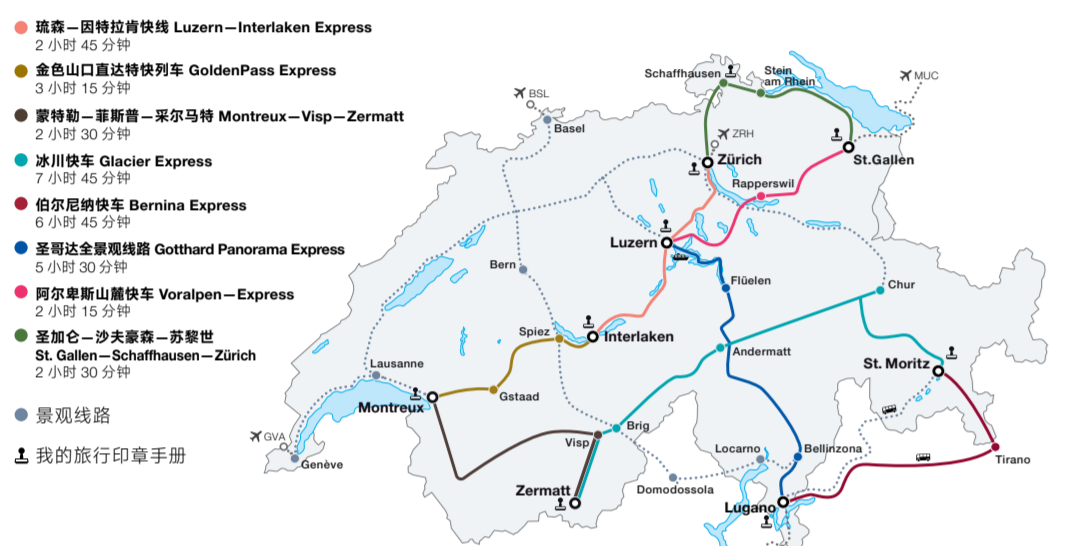 琉森—因特拉肯快线 Luzern—Interlaken Express
2 小时 45 分钟
金色山口直达特快列车 GoldenPass Express
3 小时 15 分钟
蒙特勒—菲斯普—采尔马特 Montreux—Visp—Zermatt
2 小时 30 分钟
冰川快车 Glacier Express
7 小时 45 分钟
伯尔尼纳快车 Bernina Express
6 小时 45 分钟
圣哥达全景观线路 Gotthard Panorama Express
5 小时 30 分钟
阿尔卑斯山麓快车 Voralpen—Express
2 小时 15 分钟
圣加仑—沙夫豪森—苏黎世
St. Gallen—Schaffhausen—Zürich
2 小时 30 分钟
景观线路
我的旅行印章手册
Schaffhausen
Stein
am Rhein
MUC
BSL
Basel
ZRH
Zürich
St.Gallen
Rapperswil
Luzern
Bern
Flüelen
Chur
Spiez
Interlaken
Andermatt
St. Moritz
Lausanne
Montreux
Gstaad
GVA
Genève
Visp
Brig
Locarno
Bellinzona
Tirano
Domodossola
Zermatt
Lugano